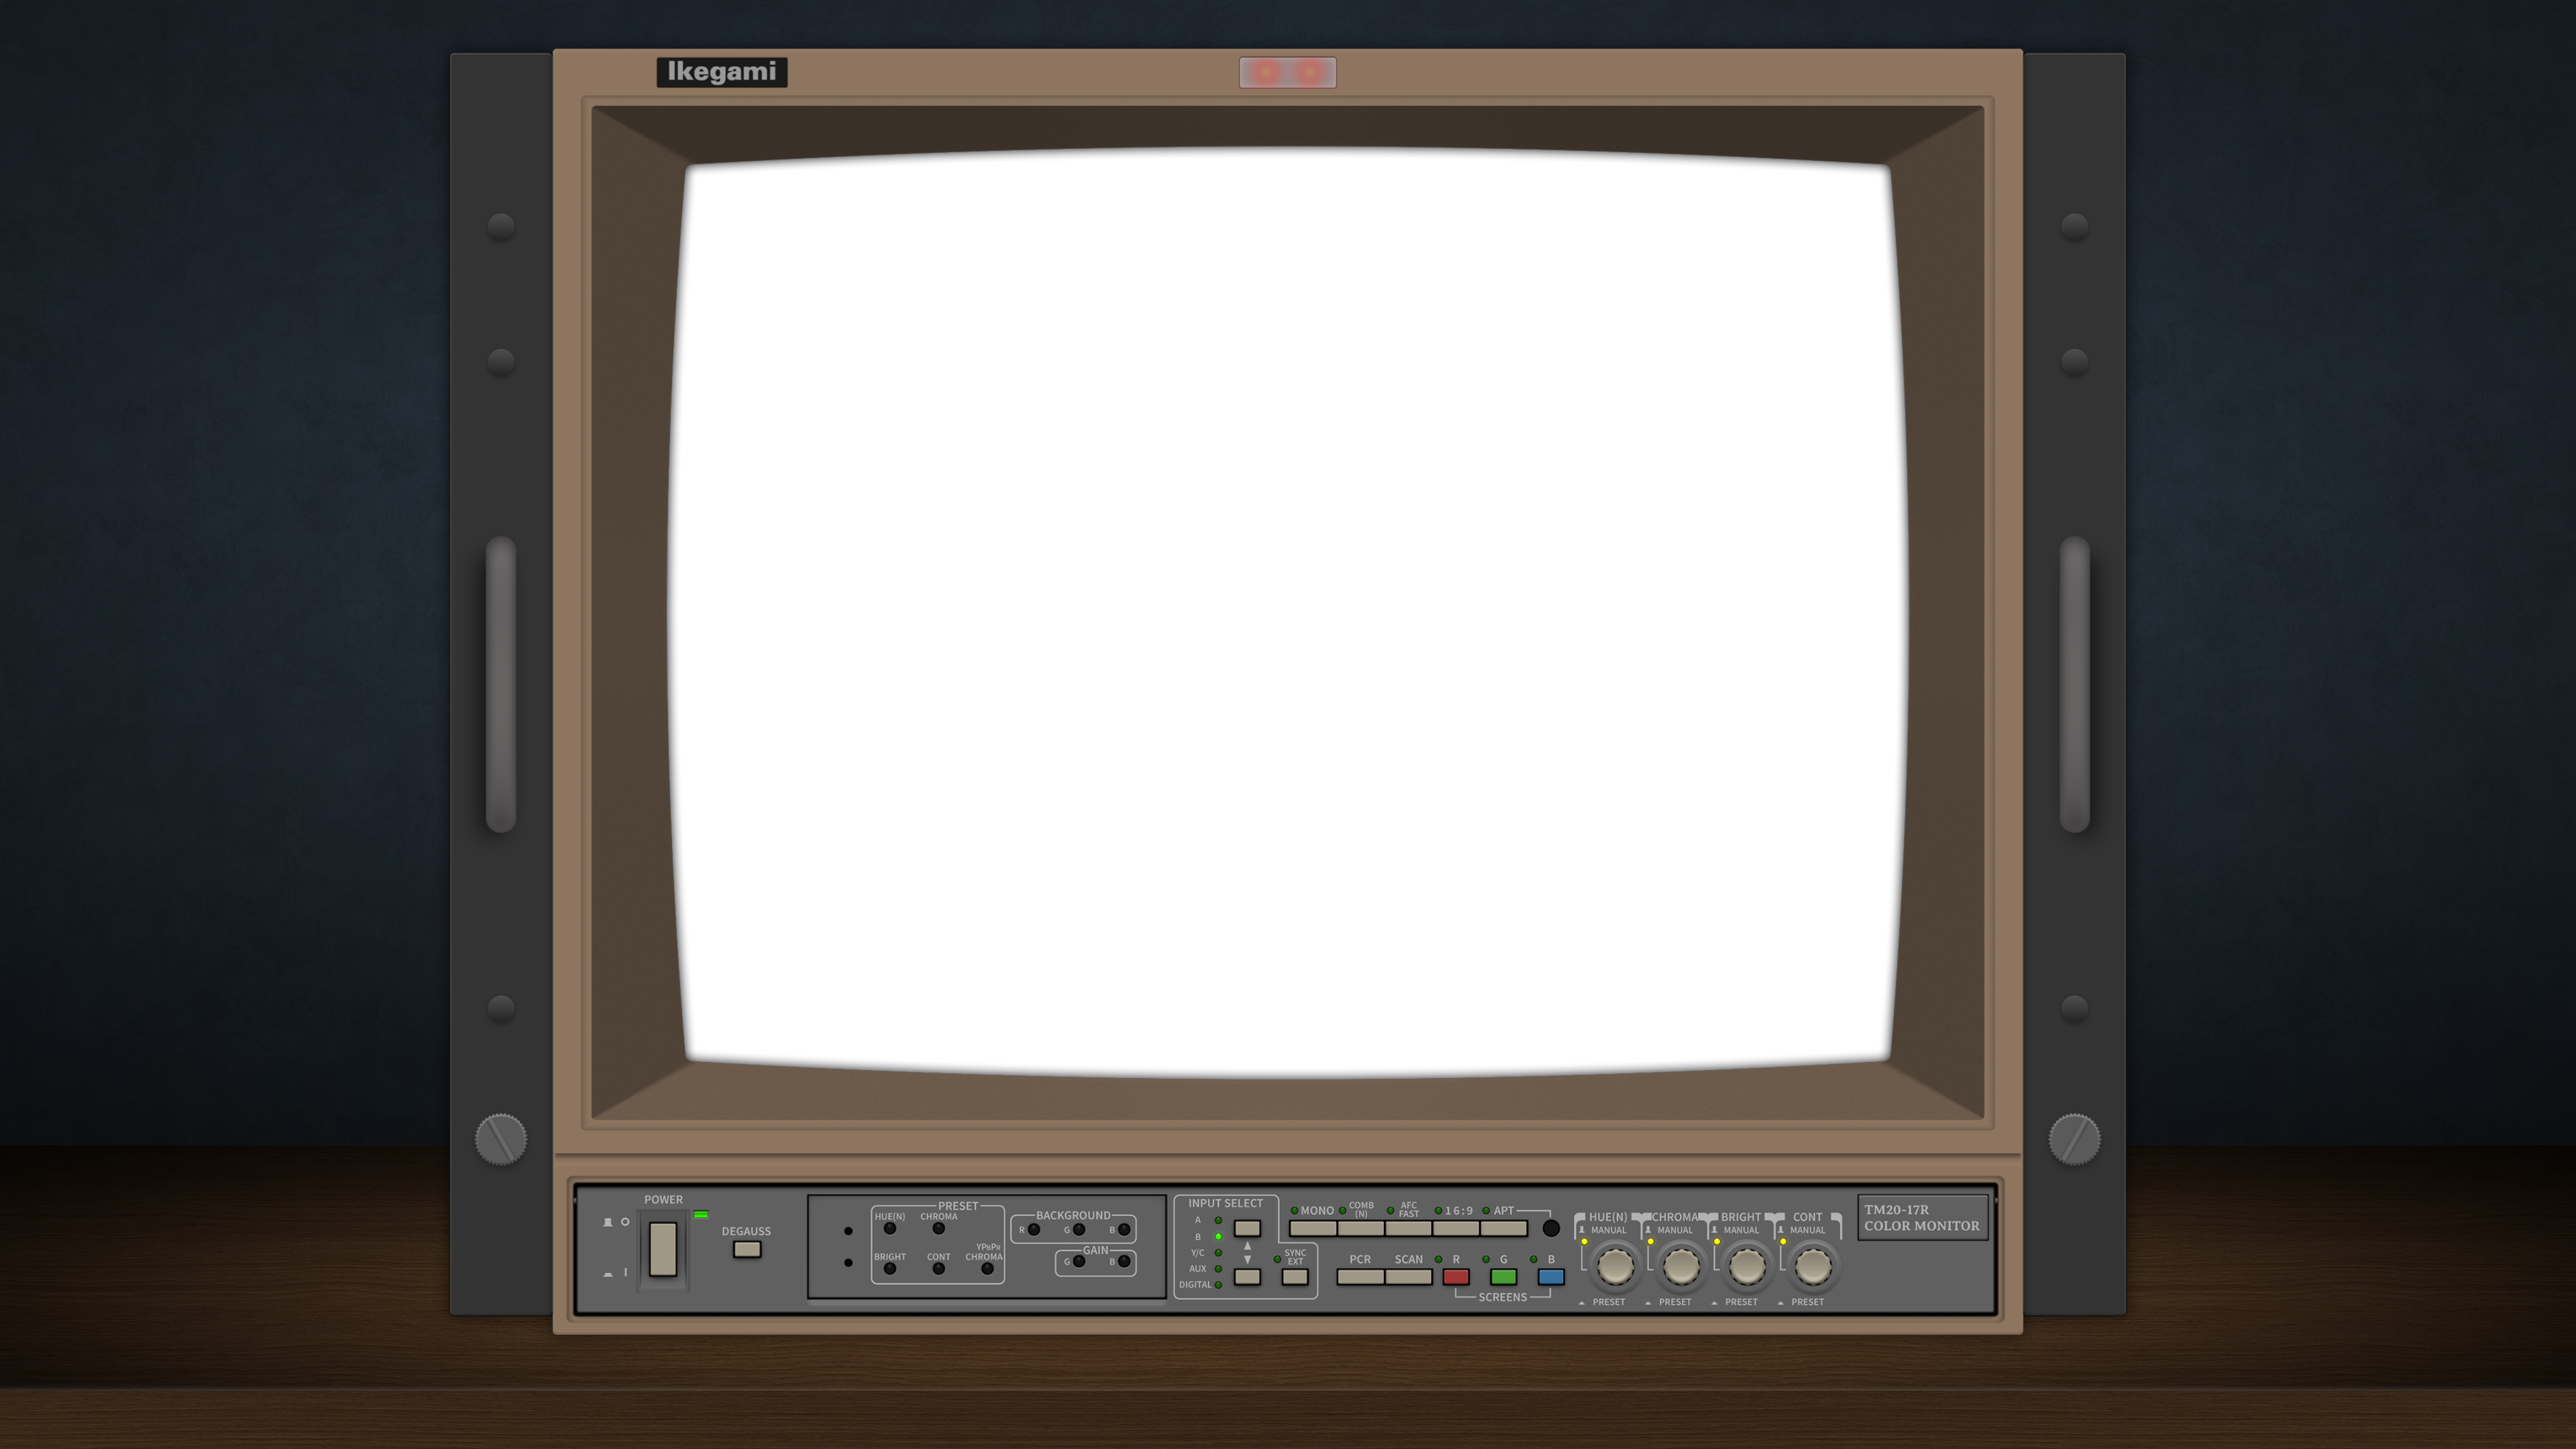 Ikegami
POWER
DEGAUSS
PRESET
HUE(N) CHROMA
BRIGHT CONT YPBPR CHROMA
BACKGROUND
R G B
GAIN
G B
INPUT SELECT
A
B
Y/C
AUX
DIGITAL
SYNC EXT
MONO COMB (N) AFC FAST 16:9 APT
PCR SCAN R G B
SCREENS
HUE(N) CHROMA BRIGHT CONT
MANUAL MANUAL MANUAL MANUAL
PRESET PRESET PRESET PRESET
TM20-17R
COLOR MONITOR